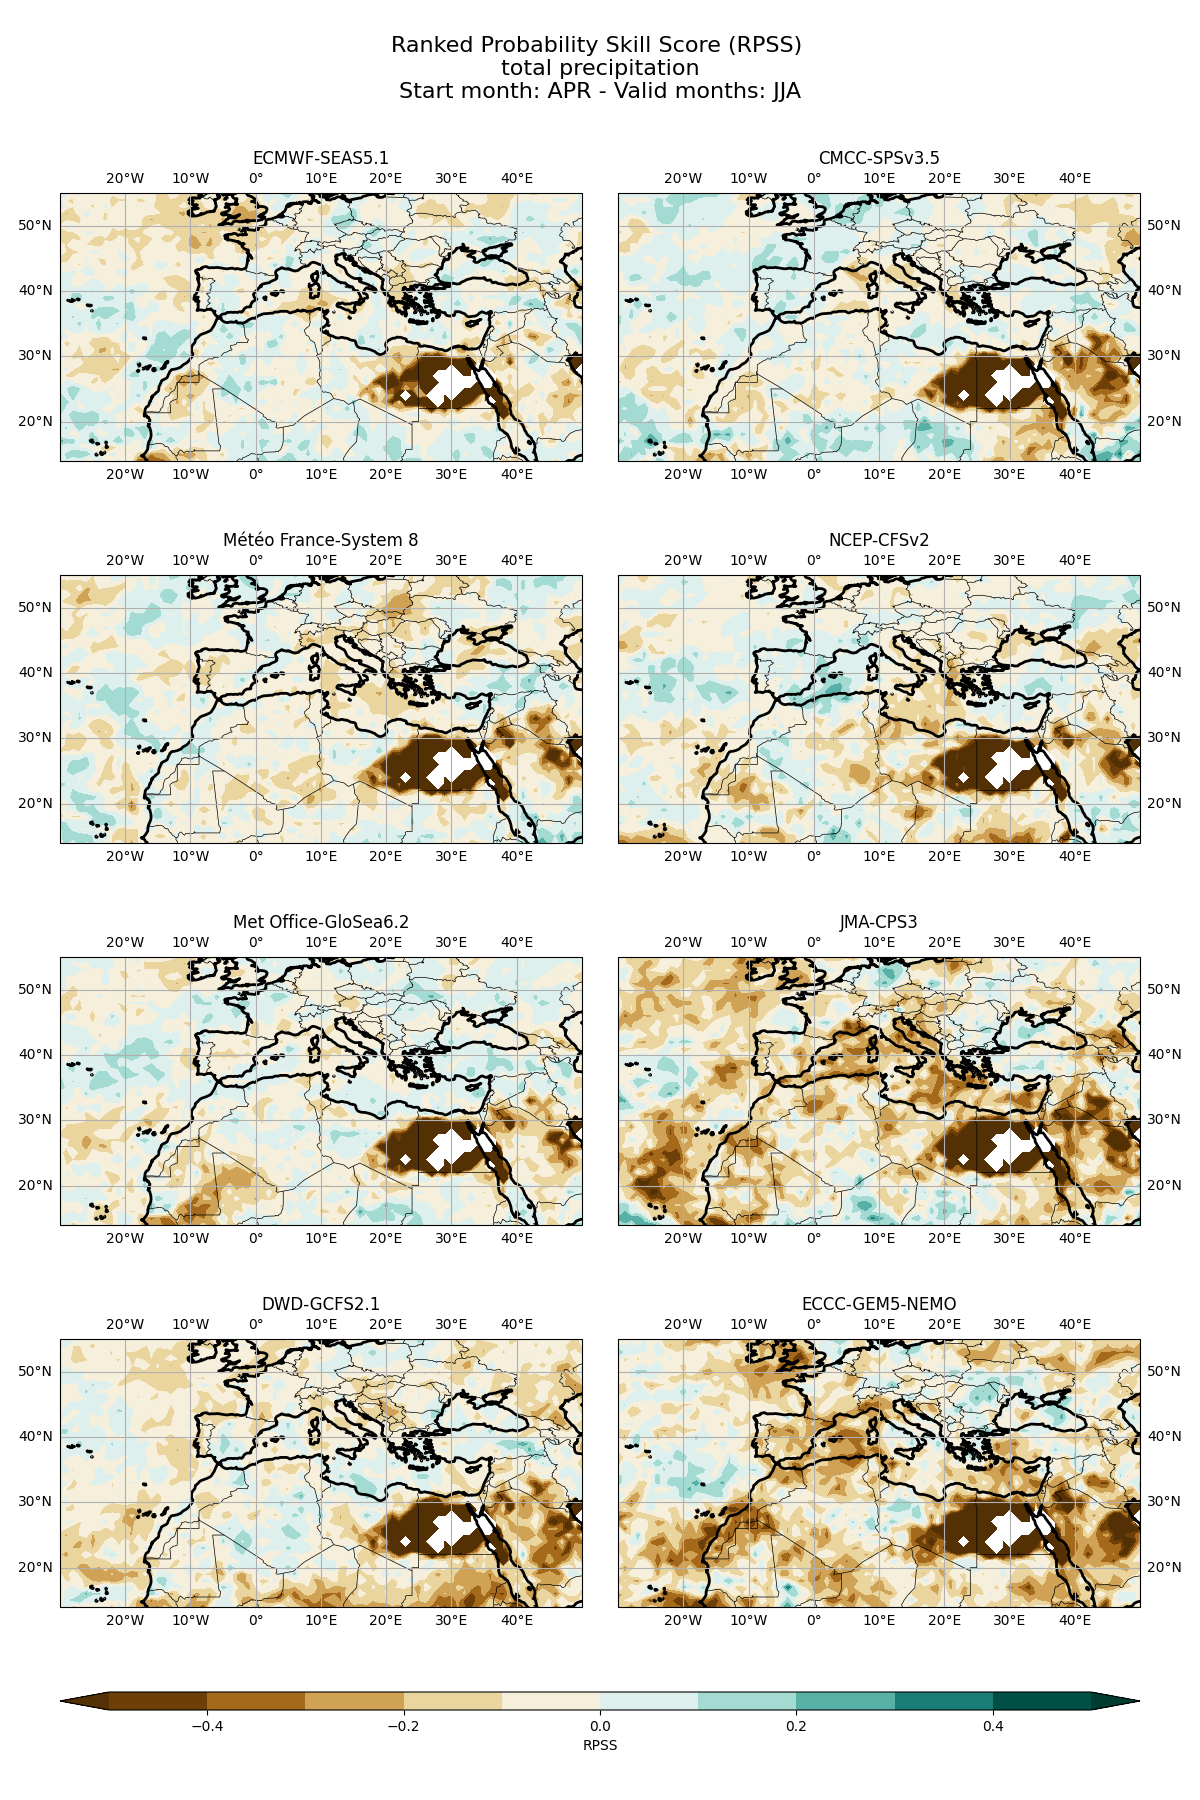 Ranked Probability Skill Score (RPSS)
total precipitation
Start month: APR - Valid months: JJA
ECMWF-SEAS5.1
20°W 10°W 0° 10°E 20°E 30°E 40°E
50°N
40°N
30°N
20°N
20°W 10°W 0° 10°E 20°E 30°E 40°E
CMCC-SPSv3.5
20°W 10°W 0° 10°E 20°E 30°E 40°E
50°N
40°N
30°N
20°N
20°W 10°W 0° 10°E 20°E 30°E 40°E
Météo France-System 8
20°W 10°W 0° 10°E 20°E 30°E 40°E
50°N
40°N
30°N
20°N
20°W 10°W 0° 10°E 20°E 30°E 40°E
NCEP-CFSv2
20°W 10°W 0° 10°E 20°E 30°E 40°E
50°N
40°N
30°N
20°N
20°W 10°W 0° 10°E 20°E 30°E 40°E
Met Office-GloSea6.2
20°W 10°W 0° 10°E 20°E 30°E 40°E
50°N
40°N
30°N
20°N
20°W 10°W 0° 10°E 20°E 30°E 40°E
JMA-CPS3
20°W 10°W 0° 10°E 20°E 30°E 40°E
50°N
40°N
30°N
20°N
20°W 10°W 0° 10°E 20°E 30°E 40°E
DWD-GCFS2.1
20°W 10°W 0° 10°E 20°E 30°E 40°E
50°N
40°N
30°N
20°N
20°W 10°W 0° 10°E 20°E 30°E 40°E
ECCC-GEM5-NEMO
20°W 10°W 0° 10°E 20°E 30°E 40°E
50°N
40°N
30°N
20°N
20°W 10°W 0° 10°E 20°E 30°E 40°E
−0.4 −0.2 0.0 0.2 0.4
RPSS